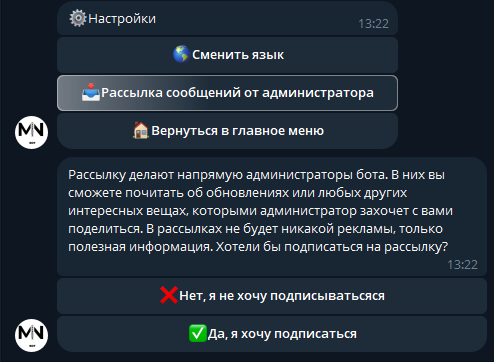 ⚙️Настройки
13:22
🌎Сменить язык
📥Рассылка сообщений от администратора
🏠Вернуться в главное меню
MN
Рассылку делают напрямую администраторы бота. В них вы
сможете почитать об обновлениях или любых других
интересных вещах, которыми администратор захочет с вами
поделиться. В рассылках не будет никакой рекламы, только
полезная информация. Хотели бы подписаться на рассылку?
13:22
❌Нет, я не хочу подписыватьсяся
✅Да, я хочу подписаться
MN